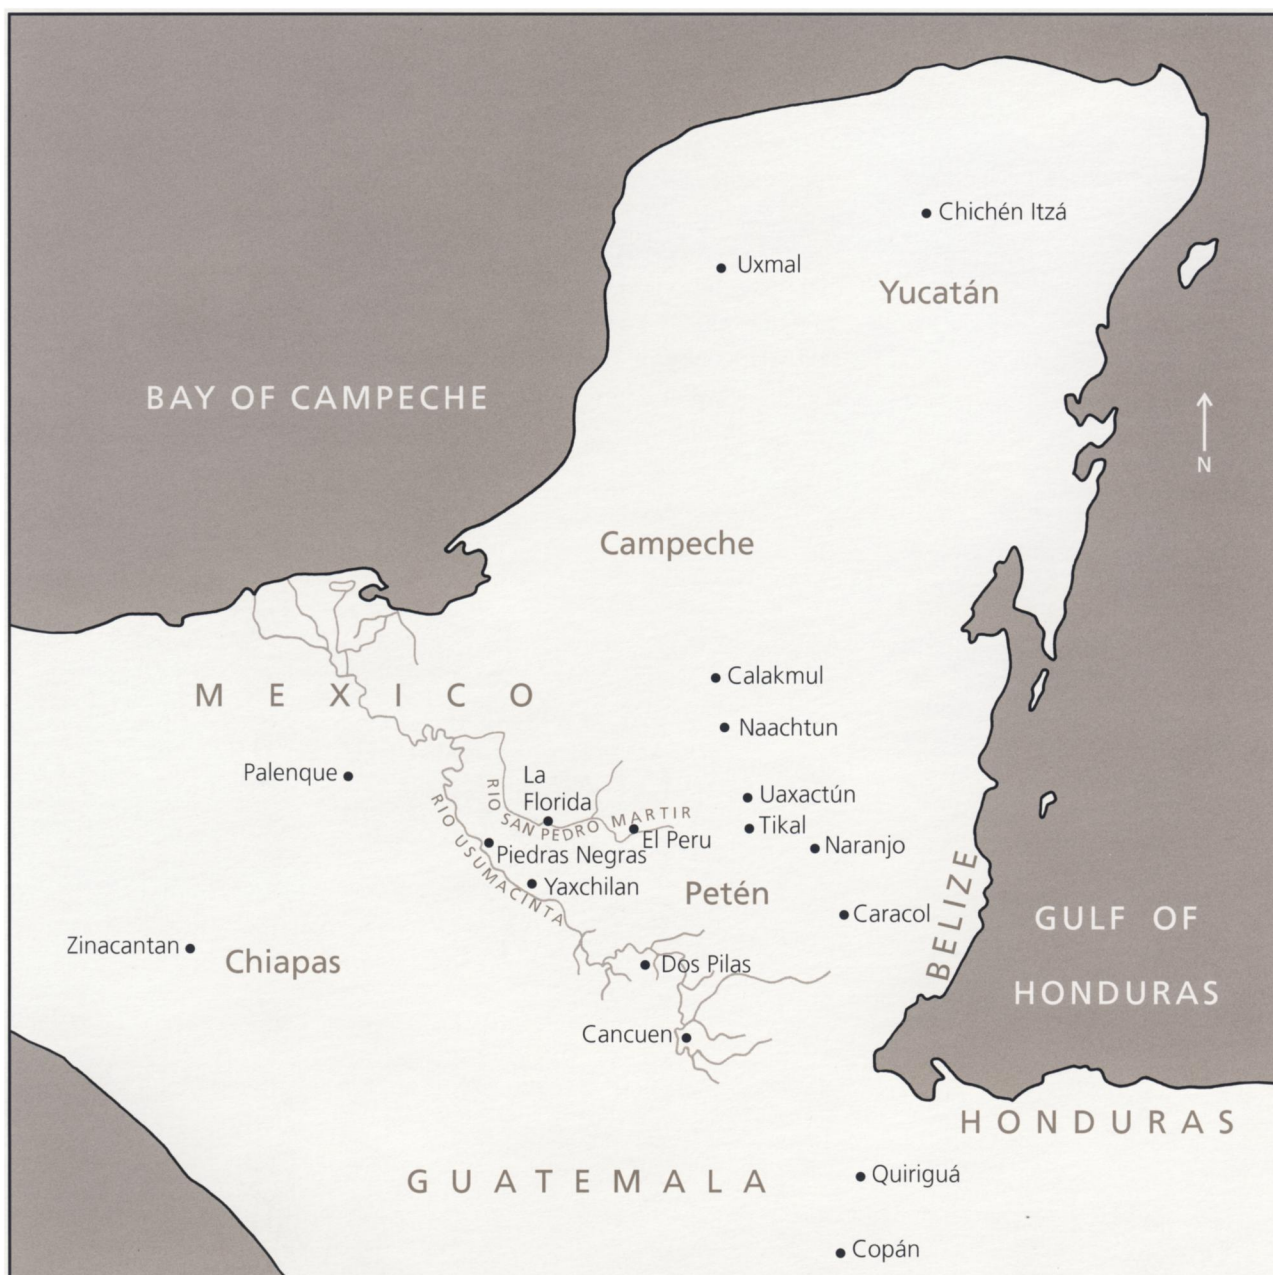 Chichén Itzá
Uxmal
Yucatán
BAY OF CAMPECHE
N
Campeche
Calakmul
MEXICO
Naachtun
Palenque
La
Florida
Uaxactún
RIO SAN PEDRO MARTIR
Tikal
El Peru
Naranjo
RIO USUMACINTA
Piedras Negras
Yaxchilan
Petén
Caracol
BELIZE
GULF OF
HONDURAS
Zinacantan
Chiapas
Dos Pilas
Cancuen
HONDURAS
GUATEMALA
Quiriguá
Copán